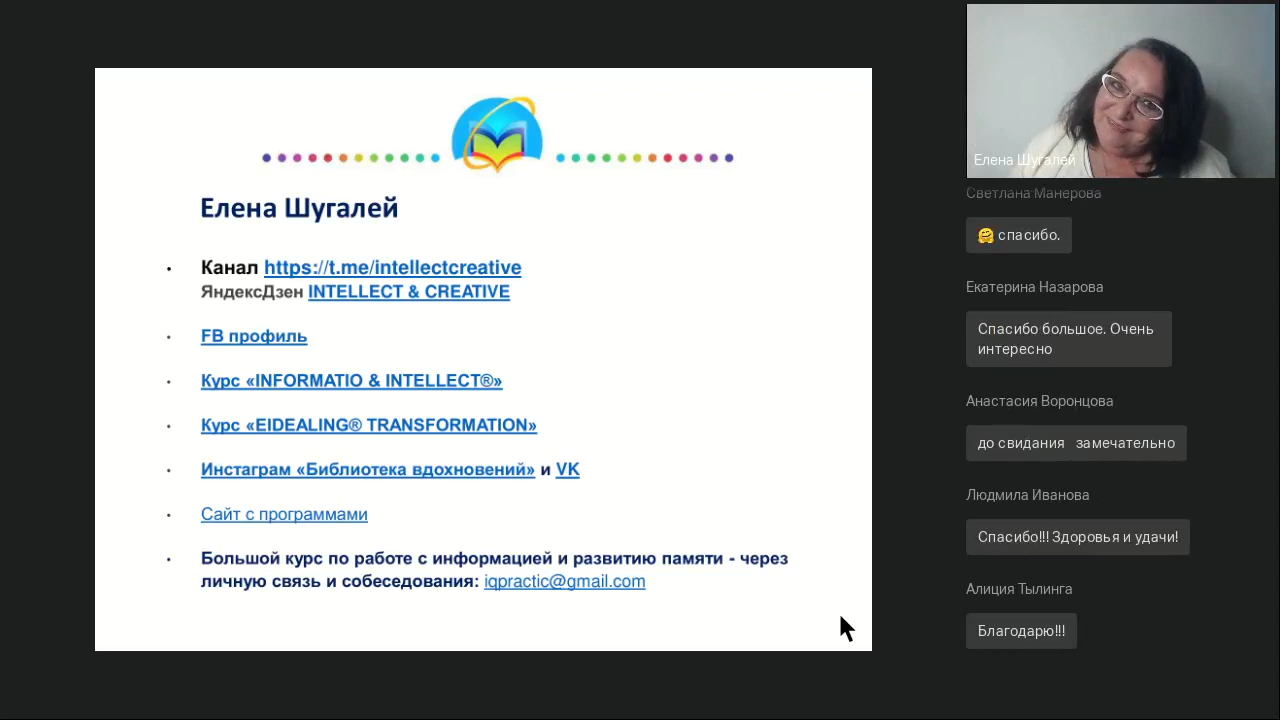 Елена Шугалей
Канал https://t.me/intellectcreative
ЯндексДзен INTELLECT & CREATIVE
FB профиль
Курс «INFORMATIO & INTELLECT®»
Курс «EIDEALING® TRANSFORMATION»
Инстаграм «Библиотека вдохновений» и VK
Сайт с программами
Большой курс по работе с информацией и развитию памяти - через
личную связь и собеседования: iqpractic@gmail.com
Елена Шугалей
Светлана Манерова
🤗 спасибо.
Екатерина Назарова
Спасибо большое. Очень
интересно
Анастасия Воронцова
до свидания замечательно
Людмила Иванова
Спасибо!!! Здоровья и удачи!
Алиция Тылинга
Благодарю!!!